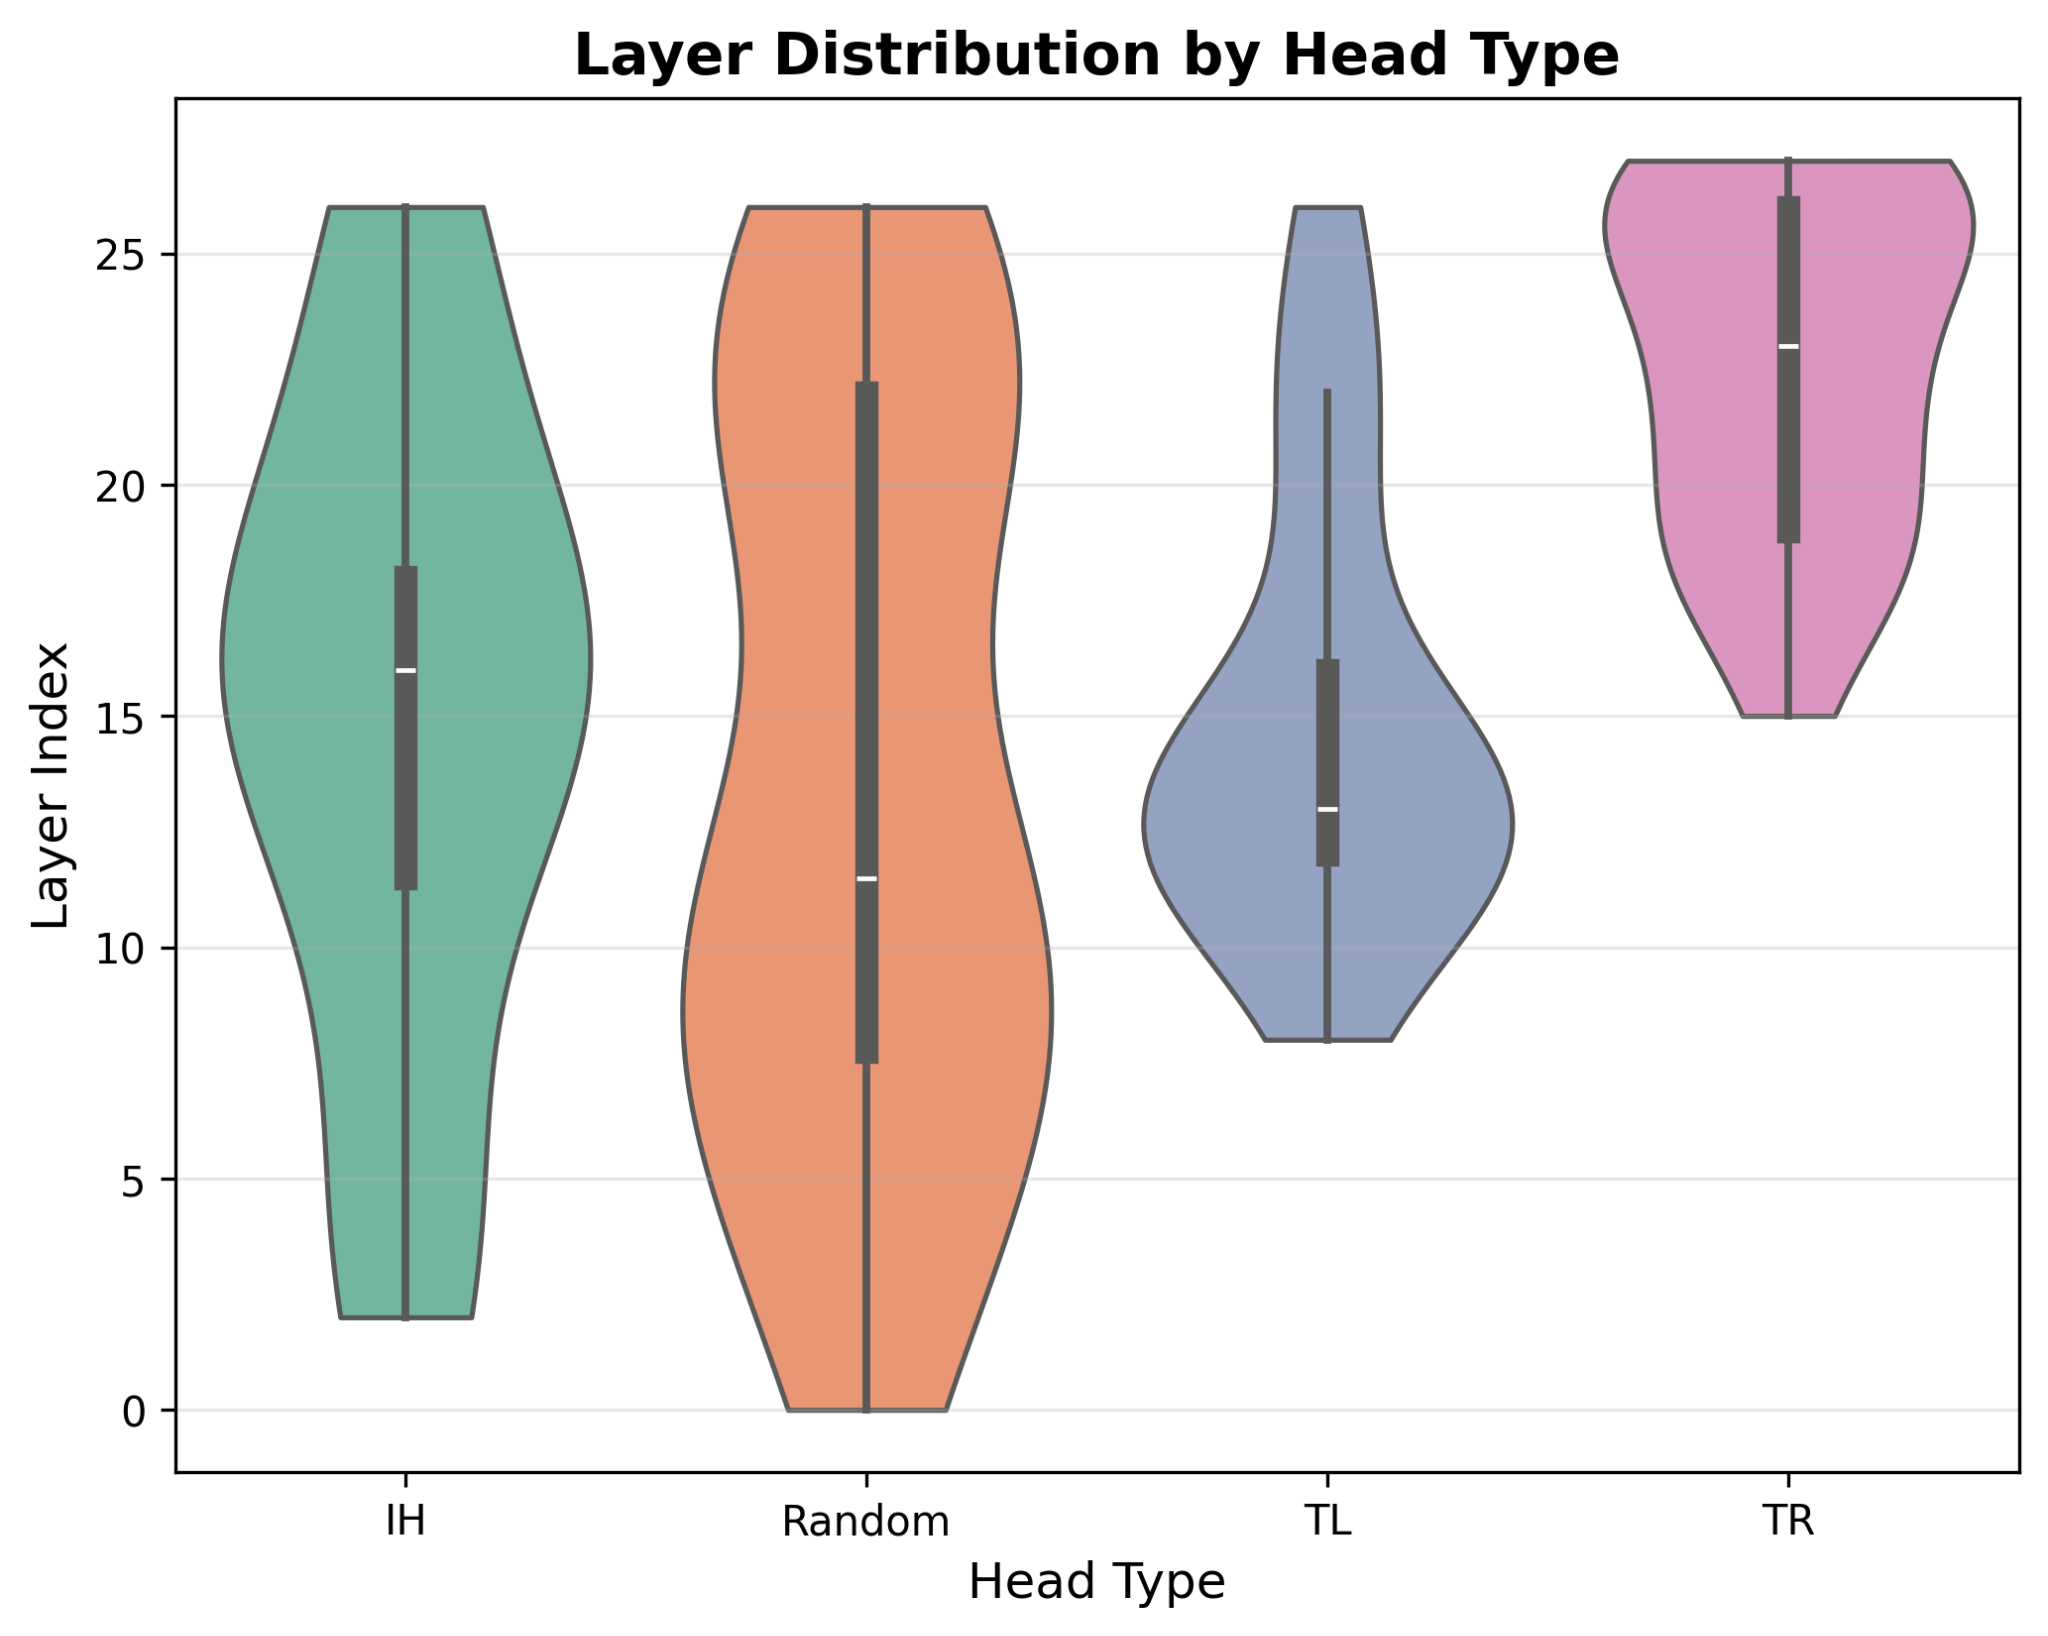 Layer Distribution by Head Type
Layer Index
25
20
15
10
5
0
IH
Random
TL
TR
Head Type